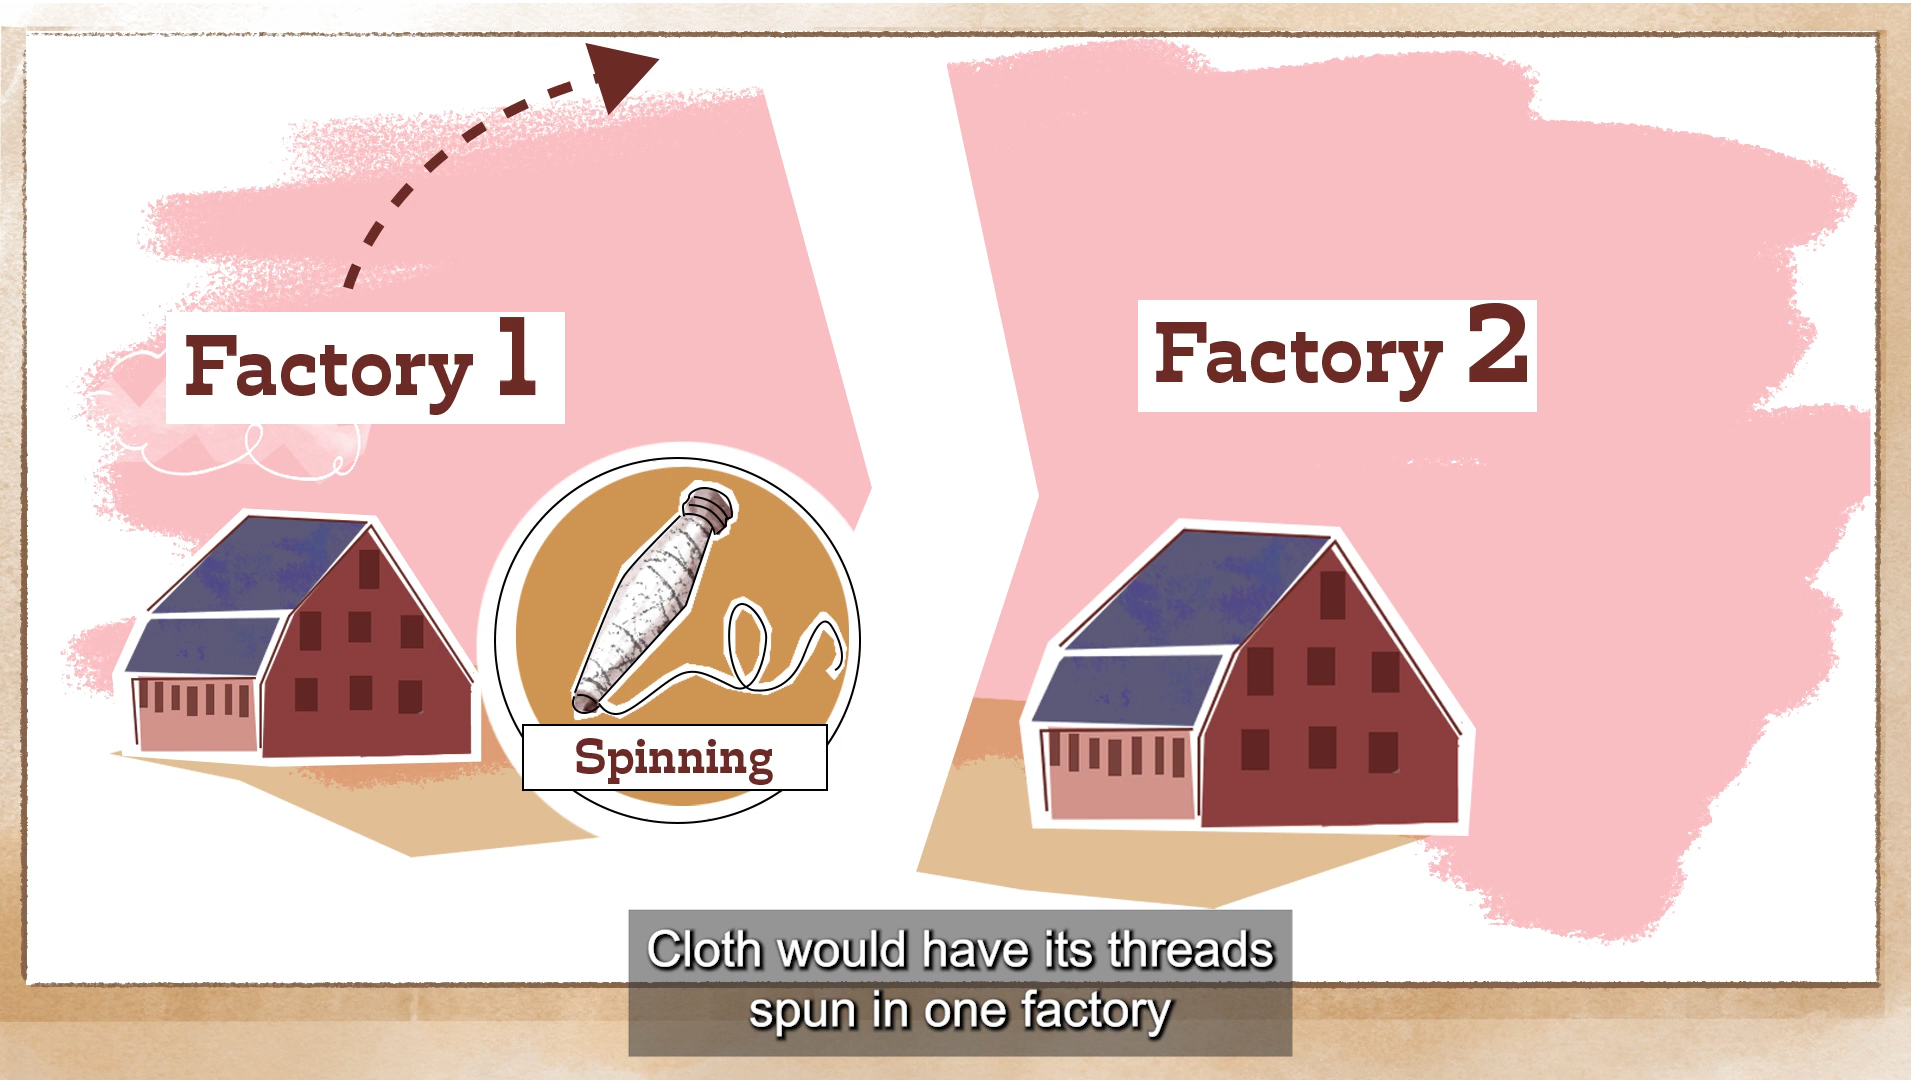 Factory 1
Factory 2
Spinning
Cloth would have its threads
spun in one factory